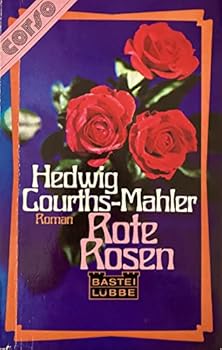 corso
Hedwig
Courths-Mahler
Roman
Rote
Rosen
BASTEI
LÜBBE